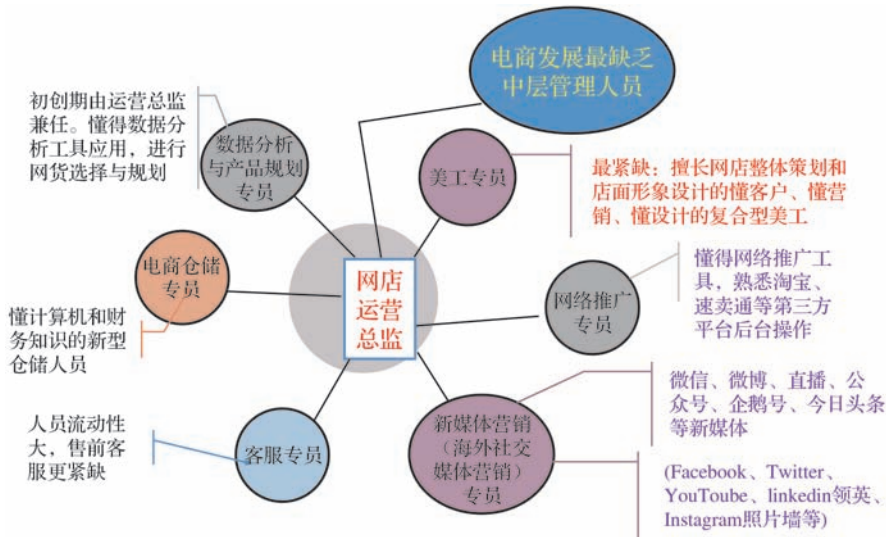 电商发展最缺乏
中层管理人员
初创期由运营总监
兼任。懂得数据分
析工具应用，进行
网货选择与规划
数据分析
与产品规划
专员
美工专员
最紧缺：擅长网店整体策划和
店面形象设计的懂客户、懂营
销、懂设计的复合型美工
电商仓储
专员
懂计算机和财
务知识的新型
仓储人员
网店
运营
总监
网络推广
专员
懂得网络推广工
具，熟悉淘宝、
速卖通等第三方
平台后台操作
人员流动性
大，售前客
服更紧缺
客服专员
新媒体营销
（海外社交
媒体营销）
专员
微信、微博、直播、公
众号、企鹅号、今日头条
等新媒体
(Facebook、Twitter、
YouToube、linkedin领英、
Instagram照片墙等)